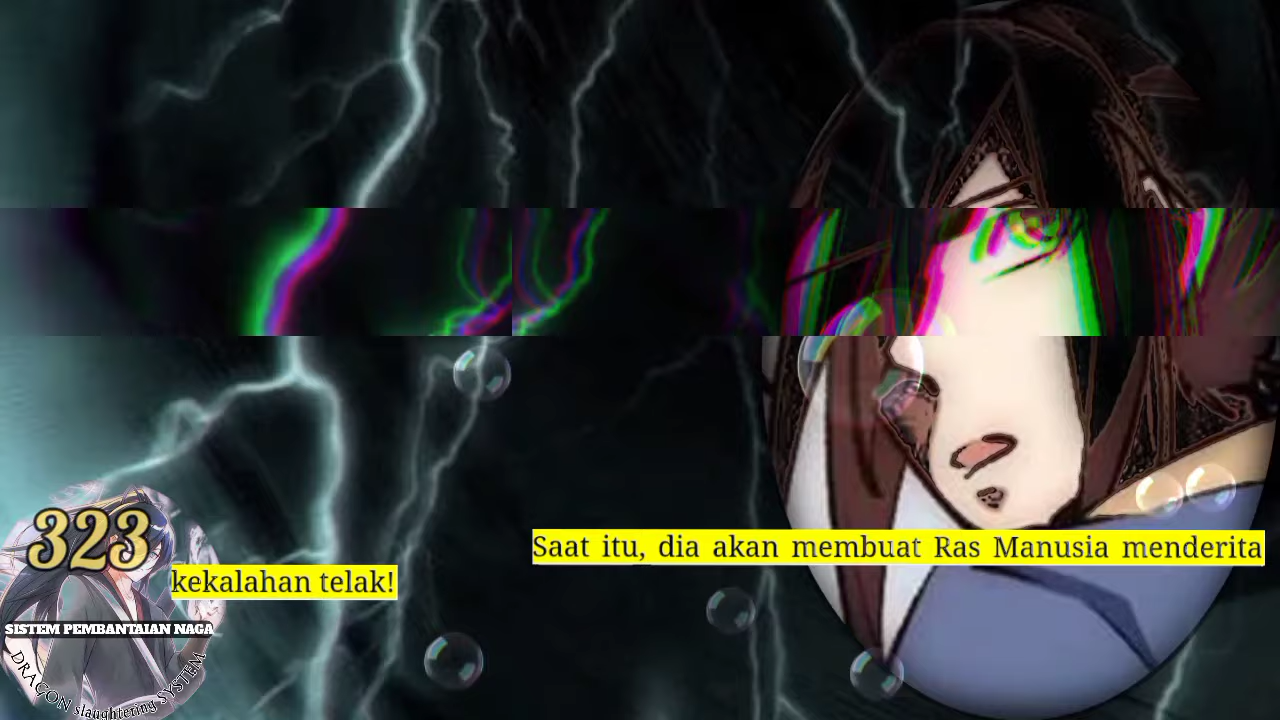 Saat itu, dia akan membuat Ras Manusia menderita
kekalahan telak!
323
SISTEM PEMBANTAIAN NAGA
DRAGON slaughtering SYSTEM